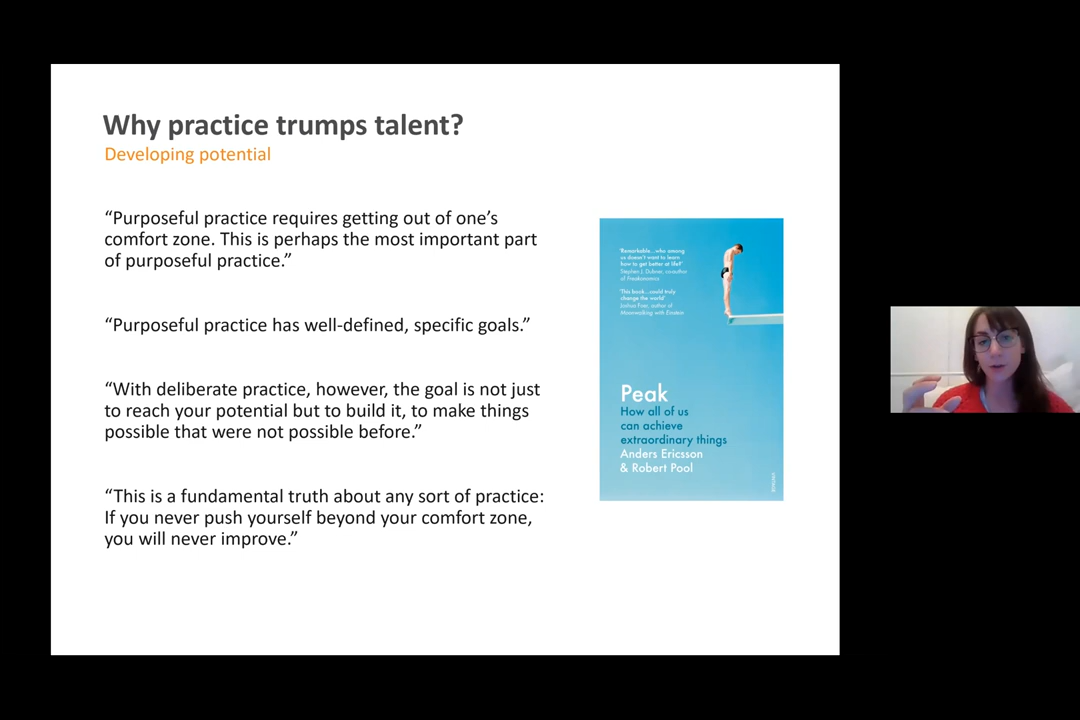 Why practice trumps talent?
Developing potential
“Purposeful practice requires getting out of one’s
comfort zone. This is perhaps the most important part
of purposeful practice.”
“Purposeful practice has well-defined, specific goals.”
“With deliberate practice, however, the goal is not just
to reach your potential but to build it, to make things
possible that were not possible before.”
“This is a fundamental truth about any sort of practice:
If you never push yourself beyond your comfort zone,
you will never improve.”
'Remarkable...who among
us doesn't want to learn
how to get better at life?'
Stephen J. Dubner, co-author
of Freakonomics
'This book...could truly
change the world'
Joshua Foer, author of
Moonwalking with Einstein
Peak
How all of us
can achieve
extraordinary things
Anders Ericsson
& Robert Pool